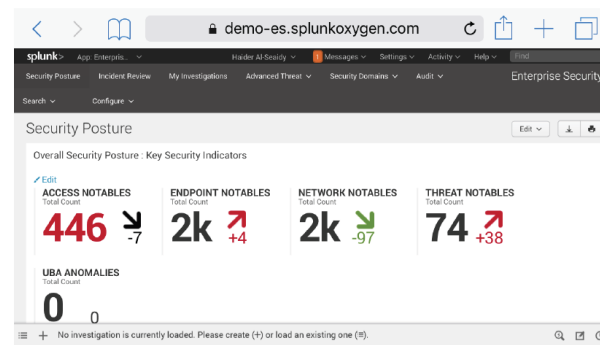 demo-es.splunkoxygen.com
splunk> App: Enterpris... Haider Al-Seaidy Messages Settings Activity Help Find
Security Posture Incident Review My Investigations Advanced Threat Security Domains Audit Enterprise Security
Search Configure
Security Posture Edit
Overall Security Posture : Key Security Indicators
Edit
ACCESS NOTABLES ENDPOINT NOTABLES NETWORK NOTABLES THREAT NOTABLES
Total Count Total Count Total Count Total Count
446 -7 2k +4 2k -97 74 +38
UBA ANOMALIES
Total Count
0 0
No investigation is currently loaded. Please create (+) or load an existing one (≡).